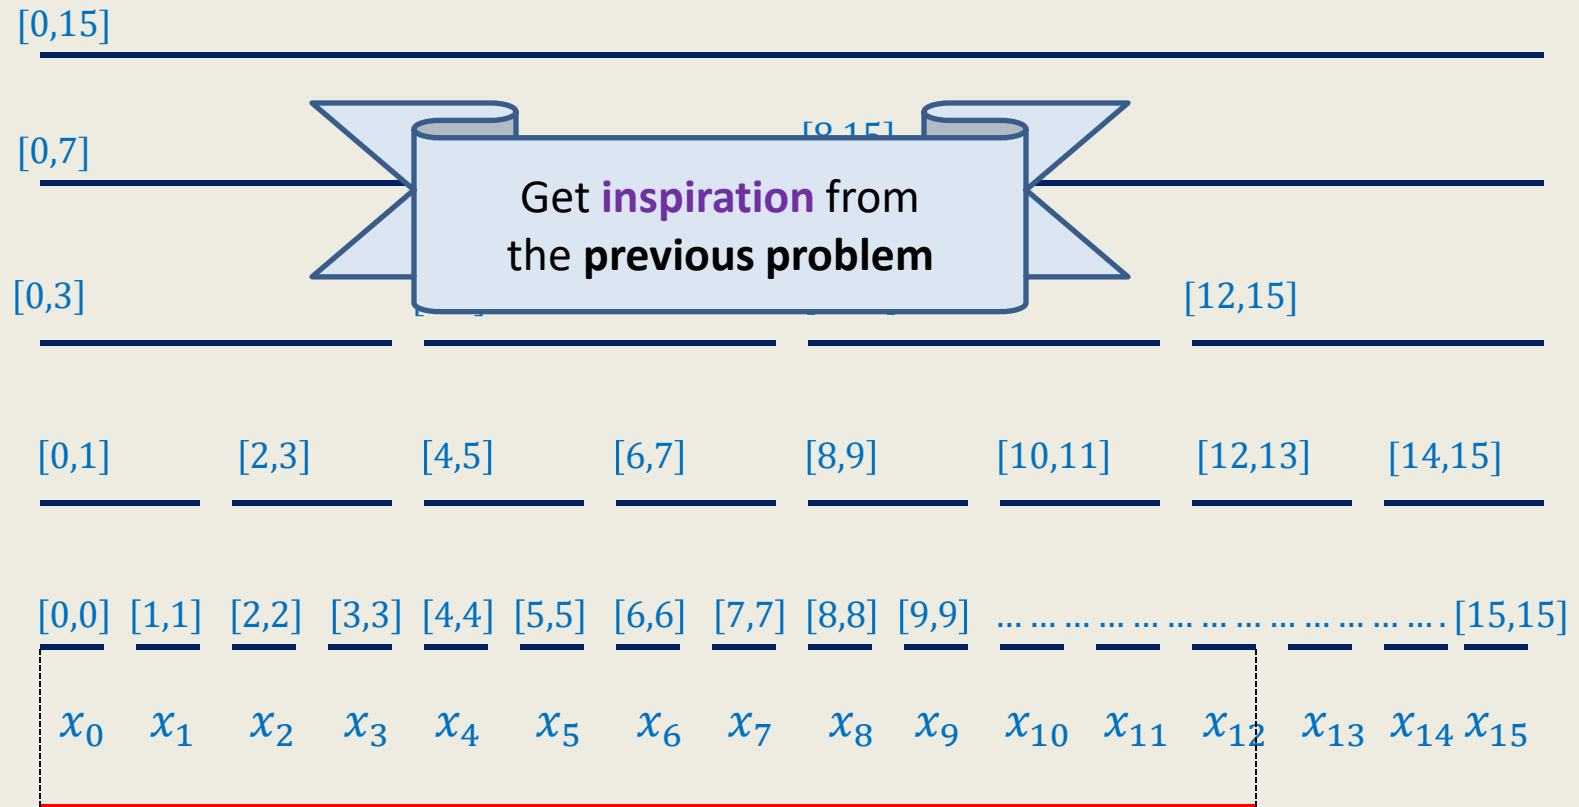 [0,15]
[0,7] [8,15]
Get inspiration from
the previous problem
[0,3] [12,15]
[0,1] [2,3] [4,5] [6,7] [8,9] [10,11] [12,13] [14,15]
[0,0] [1,1] [2,2] [3,3] [4,4] [5,5] [6,6] [7,7] [8,8] [9,9] … … … … … … … … … … … … … . [15,15]
x₀ x₁ x₂ x₃ x₄ x₅ x₆ x₇ x₈ x₉ x₁₀ x₁₁ x₁₂ x₁₃ x₁₄ x₁₅